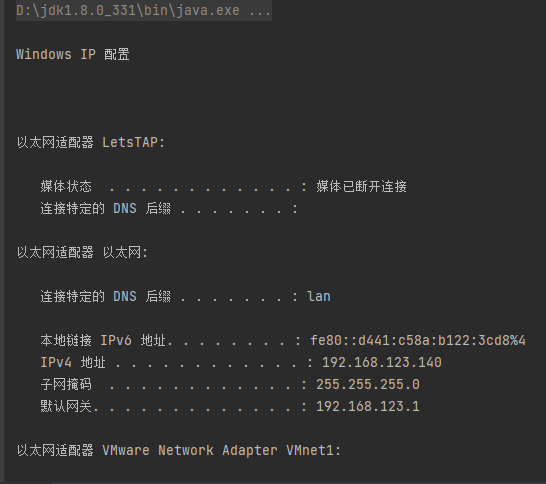 D:\jdk1.8.0_331\bin\java.exe ...
Windows IP 配置
以太网适配器 LetsTAP:
媒体状态  . . . . . . . . . . . . : 媒体已断开连接
连接特定的 DNS 后缀 . . . . . . . :
以太网适配器 以太网:
连接特定的 DNS 后缀 . . . . . . . : lan
本地链接 IPv6 地址. . . . . . . . : fe80::d441:c58a:b122:3cd8%4
IPv4 地址 . . . . . . . . . . . . : 192.168.123.140
子网掩码  . . . . . . . . . . . . : 255.255.255.0
默认网关. . . . . . . . . . . . . : 192.168.123.1
以太网适配器 VMware Network Adapter VMnet1: